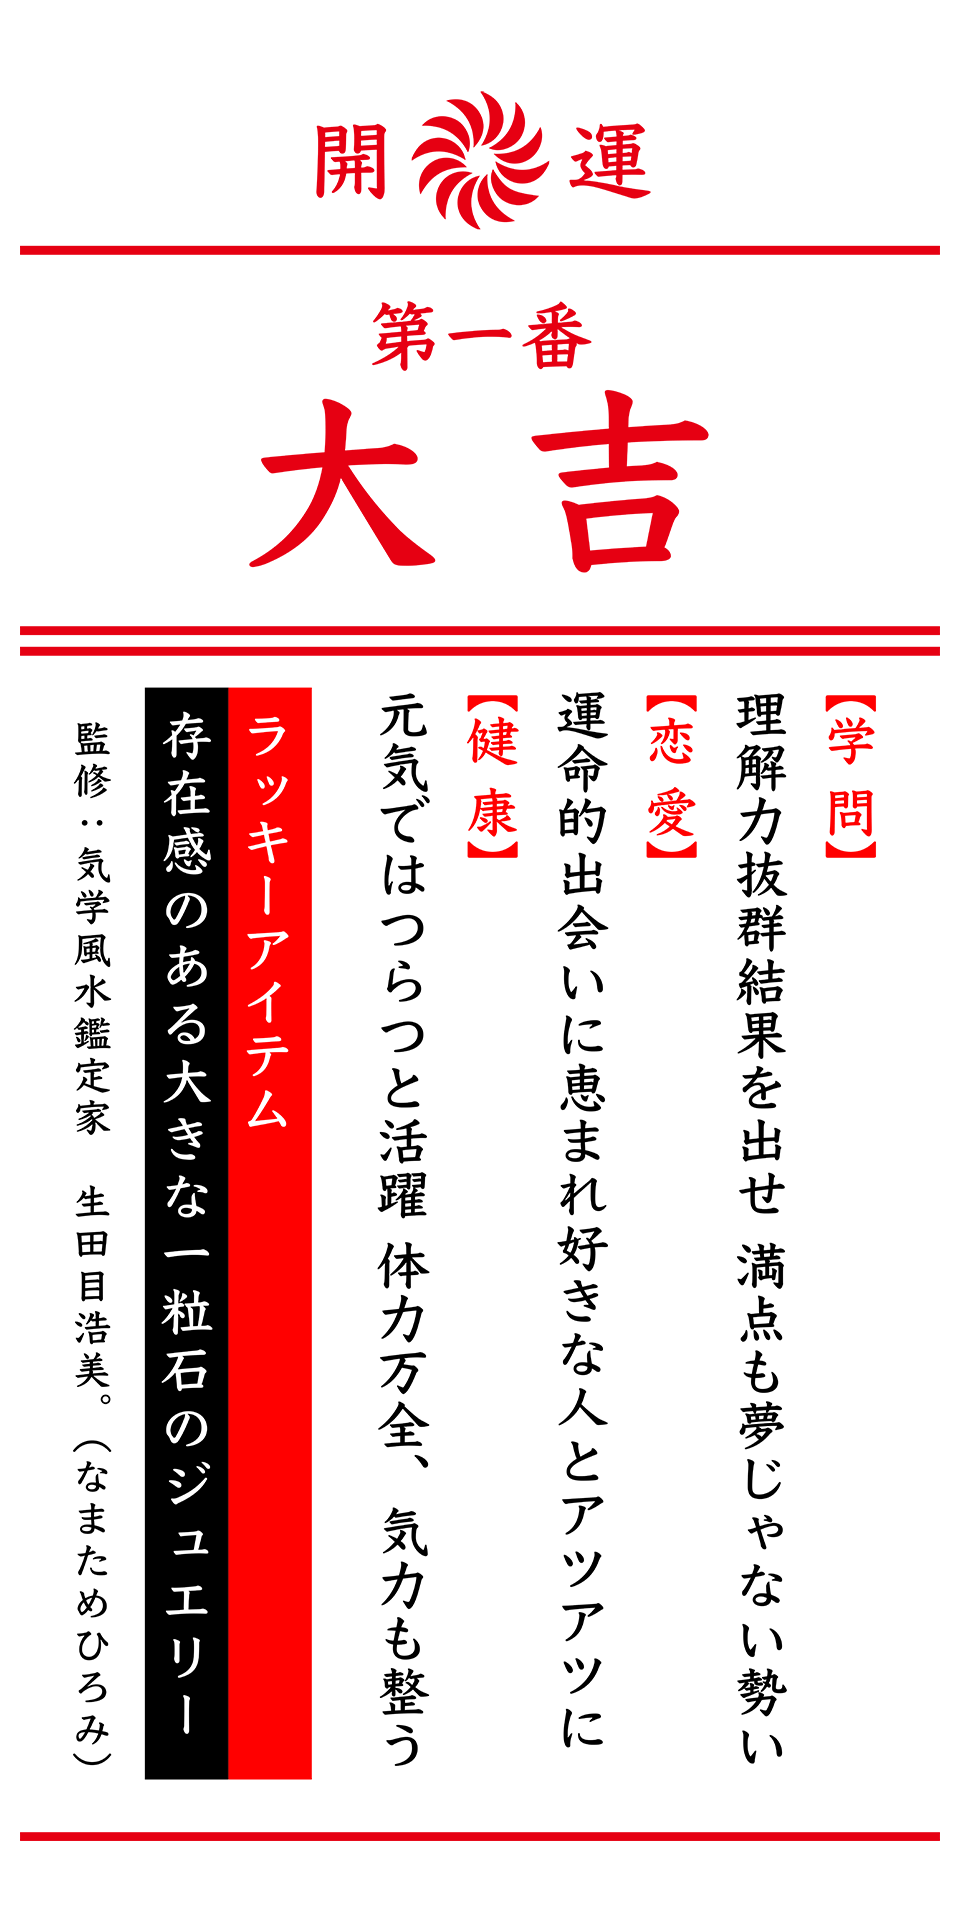 開運
第一番
大吉
【学問】
理解力抜群結果を出せ 満点も夢じゃない勢い
【恋愛】
運命的出会いに恵まれ好きな人とアツアツに
【健康】
元気ではつらつと活躍 体力万全、気力も整う
ラッキーアイテム
存在感のある大きな一粒石のジュエリー
監修：気学風水鑑定家　生田目浩美。（なまためひろみ）